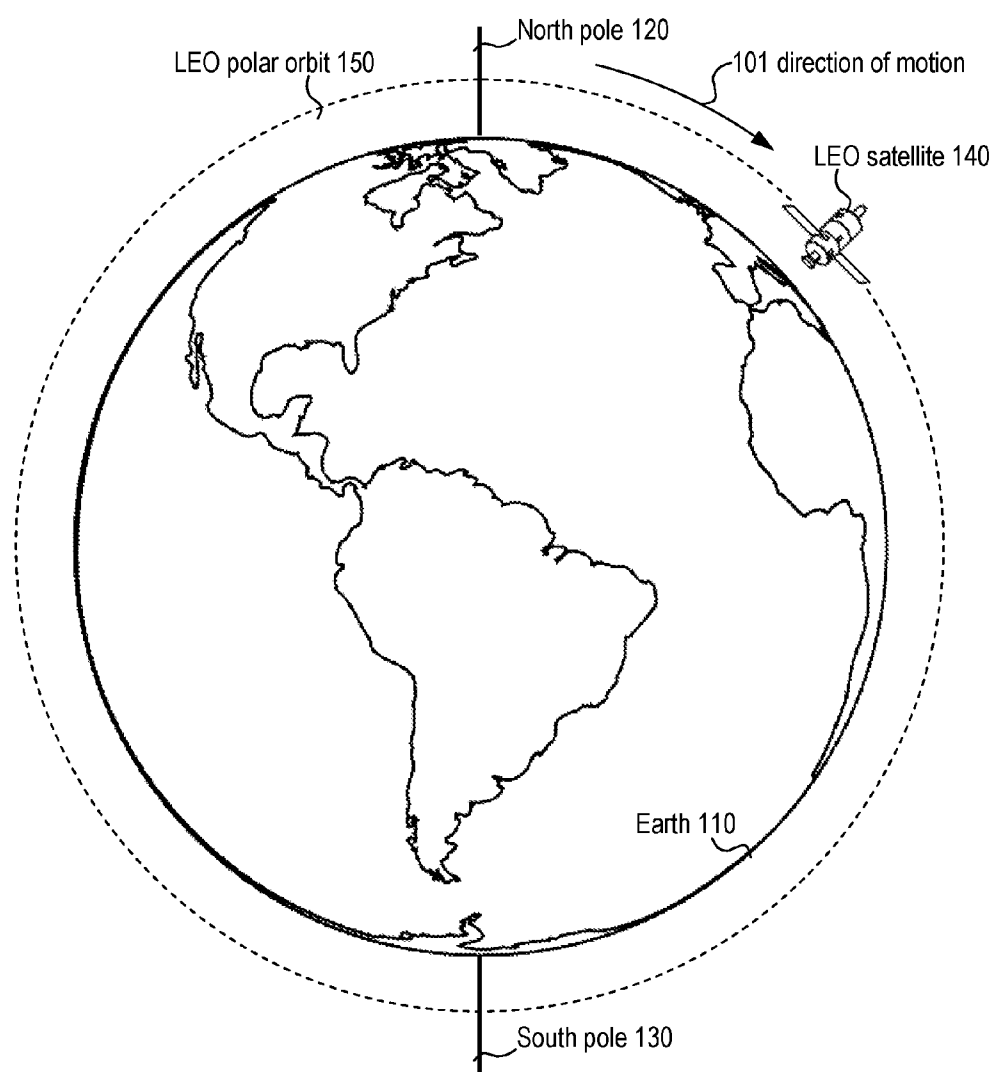 North pole 120
LEO polar orbit 150
101 direction of motion
LEO satellite 140
Earth 110
South pole 130